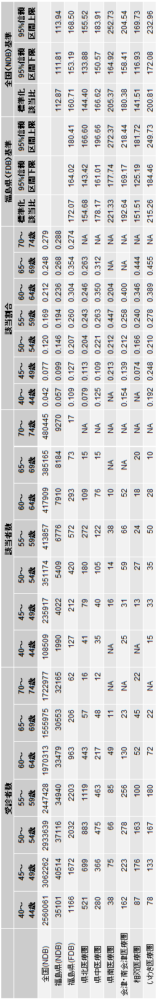 受診者数 該当者数 該当割合 福島県(FDB)基準 全国(NDB)基準
40～ 45～ 50～ 55～ 60～ 65～ 70～ 40～ 45～ 50～ 55～ 60～ 65～ 70～ 40～ 45～ 50～ 55～ 60～ 65～ 70～ 標準化 95%信頼 95%信頼 標準化 95%信頼 95%信頼
44歳 49歳 54歳 59歳 64歳 69歳 74歳 44歳 49歳 54歳 59歳 64歳 69歳 74歳 44歳 49歳 54歳 59歳 64歳 69歳 74歳 該当比 区間下限 区間上限 該当比 区間下限 区間上限
全国(NDB) 2560061 3062262 2933639 2447428 1970313 1555975 1722977 108509 235917 351174 413857 417909 385165 480445 0.042 0.077 0.120 0.169 0.212 0.248 0.279
福島県(NDB) 35101 40514 37116 34940 33479 30553 32165 1990 4022 5409 6776 7910 8184 9270 0.057 0.099 0.146 0.194 0.236 0.268 0.288 112.87 111.81 113.94
福島県(FDB) 1166 1672 2032 2203 963 206 62 127 212 420 572 293 73 17 0.109 0.127 0.207 0.260 0.304 0.354 0.274 172.07 164.02 180.41 160.71 153.19 168.50
県北医療圏 521 699 883 1119 443 57 16 41 79 180 272 109 15 NA 0.079 0.113 0.204 0.243 0.246 0.263 NA 154.68 143.42 166.60 144.40 133.88 155.52
県中医療圏 280 366 475 463 217 48 12 35 40 105 122 76 15 NA 0.125 0.109 0.221 0.263 0.350 0.312 NA 178.17 161.01 196.66 166.62 150.57 183.91
県南医療圏 38 75 66 85 49 11 NA NA 16 14 38 10 NA NA NA 0.213 0.212 0.447 0.204 NA NA 221.33 177.74 272.37 205.37 164.92 252.73
会津・南会津医療圏 162 223 278 256 130 23 NA 25 31 59 66 52 NA NA 0.154 0.139 0.212 0.258 0.400 NA NA 192.64 169.17 218.44 180.38 158.41 204.54
相双医療圏 87 176 163 100 52 45 22 NA 13 27 24 18 20 NA NA 0.074 0.166 0.240 0.346 0.444 NA 151.51 125.19 181.72 141.51 116.93 169.73
いわき医療圏 78 133 167 180 72 22 NA 15 33 35 50 28 10 NA 0.192 0.248 0.210 0.278 0.389 0.455 NA 215.26 184.46 249.73 200.81 172.08 232.96